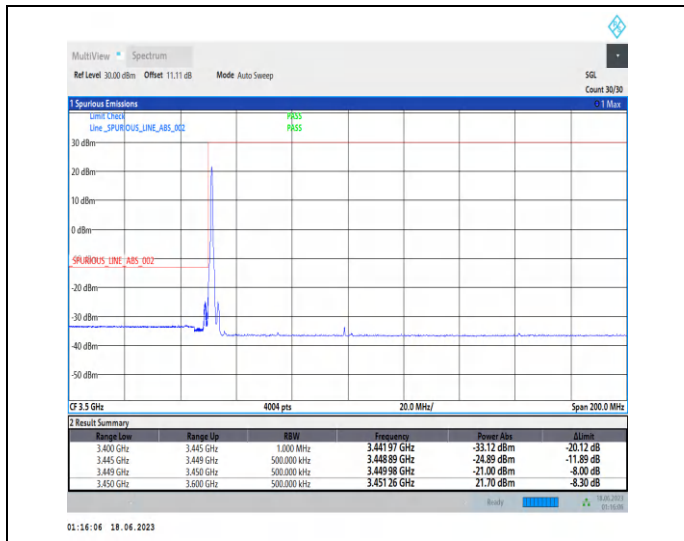 MultiView Spectrum
Ref Level 30.00 dBm Offset 11.11 dB Mode Auto Sweep SGL
Count 30/30
1 Spurious Emissions 1 Max
Limit Check PASS
Line _SPURIOUS_LINE_ABS_002 PASS
30 dBm
20 dBm
10 dBm
0 dBm
_SPURIOUS_LINE_ABS_002
-20 dBm
-30 dBm
-40 dBm
-50 dBm
CF 3.5 GHz 4004 pts 20.0 MHz/ Span 200.0 MHz
2 Result Summary
Range Low Range Up RBW Frequency Power Abs ΔLimit
3.400 GHz 3.445 GHz 1.000 MHz 3.441 97 GHz -33.12 dBm -20.12 dB
3.445 GHz 3.449 GHz 500.000 kHz 3.448 89 GHz -24.89 dBm -11.89 dB
3.449 GHz 3.450 GHz 500.000 kHz 3.449 98 GHz -21.00 dBm -8.00 dB
3.450 GHz 3.600 GHz 500.000 kHz 3.451 26 GHz 21.70 dBm -8.30 dB
Ready 18.06.2023
01:16:06
01:16:06 18.06.2023